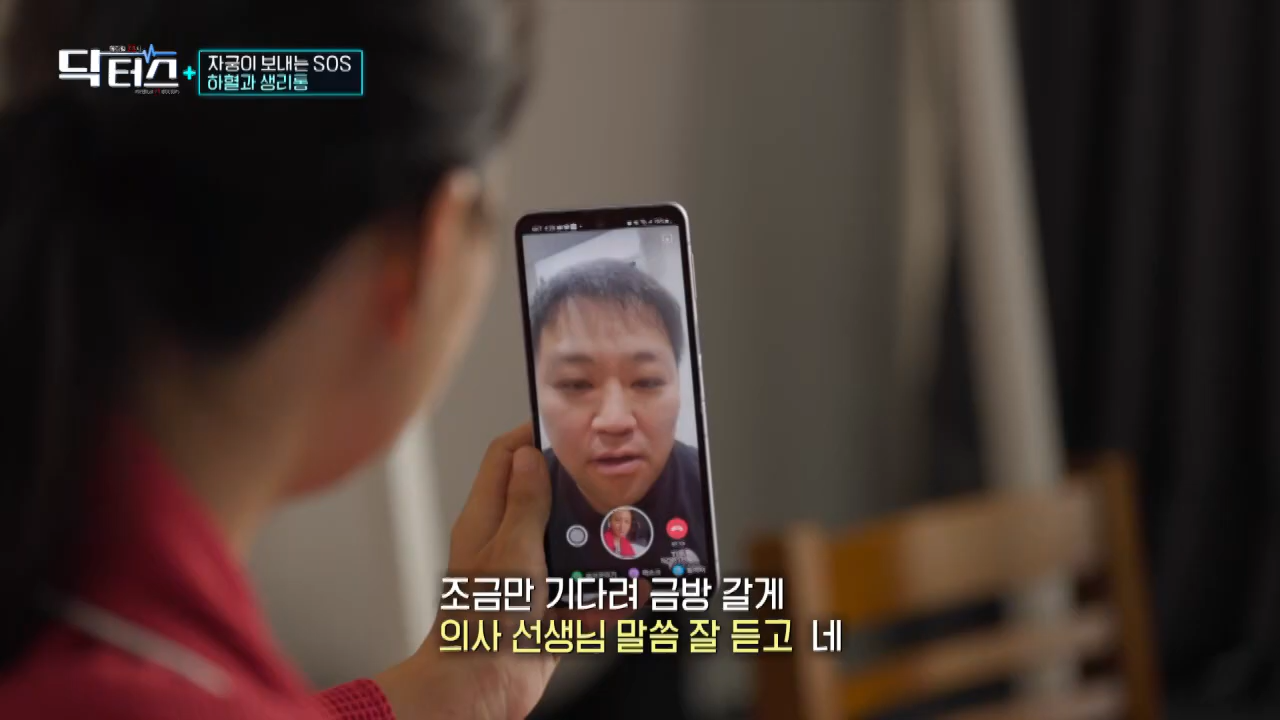 닥터스
자궁이 보내는 SOS
하혈과 생리통
조금만 기다려 금방 갈게
의사 선생님 말씀 잘 듣고 네